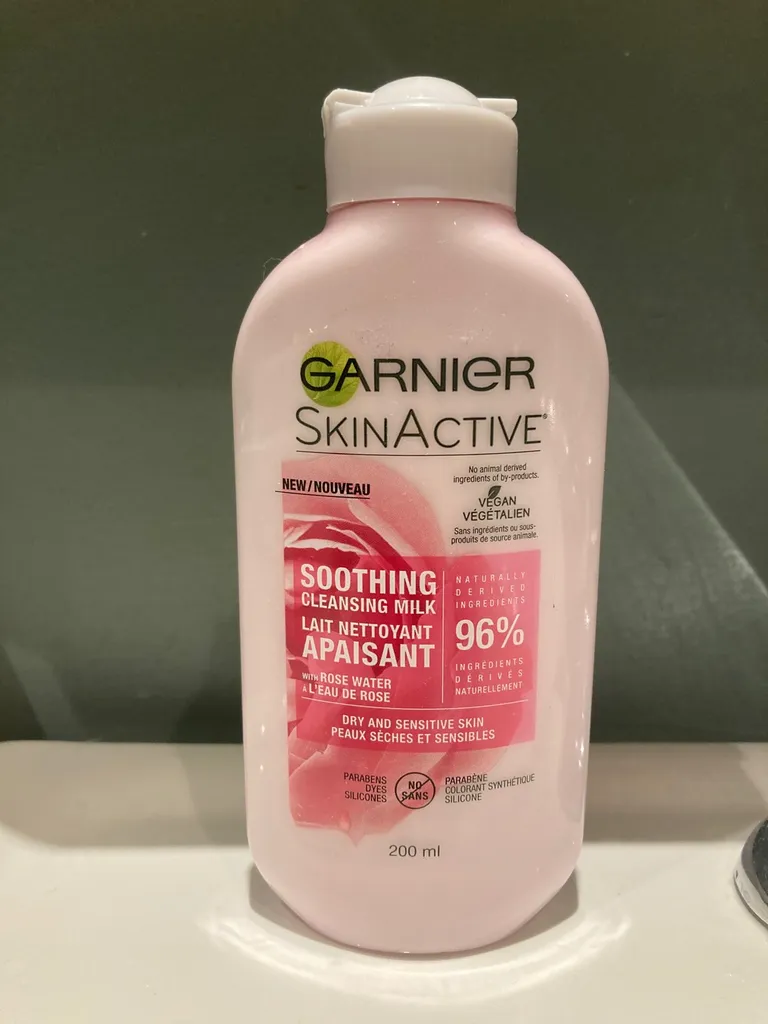 GARNIER
SKINACTIVE
NEW / NOUVEAU
No animal derived
ingredients of by-products.
VEGAN
VÉGÉTALIEN
Sans ingrédients ou sous-
produits de source animale.
SOOTHING
CLEANSING MILK
LAIT NETTOYANT
APAISANT
WITH ROSE WATER
À L'EAU DE ROSE
NATURALLY
DERIVED
INGREDIENTS
96%
INGRÉDIENTS
DÉRIVÉS
NATURELLEMENT
DRY AND SENSITIVE SKIN
PEAUX SÈCHES ET SENSIBLES
PARABENS
DYES
SILICONES
NO
SANS
PARABÈNE
COLORANT SYNTHÉTIQUE
SILICONE
200 ml